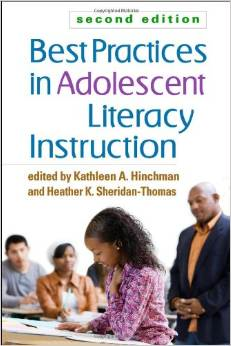 second edition
Best Practices
in Adolescent
Literacy
Instruction
edited by Kathleen A. Hinchman
and Heather K. Sheridan-Thomas